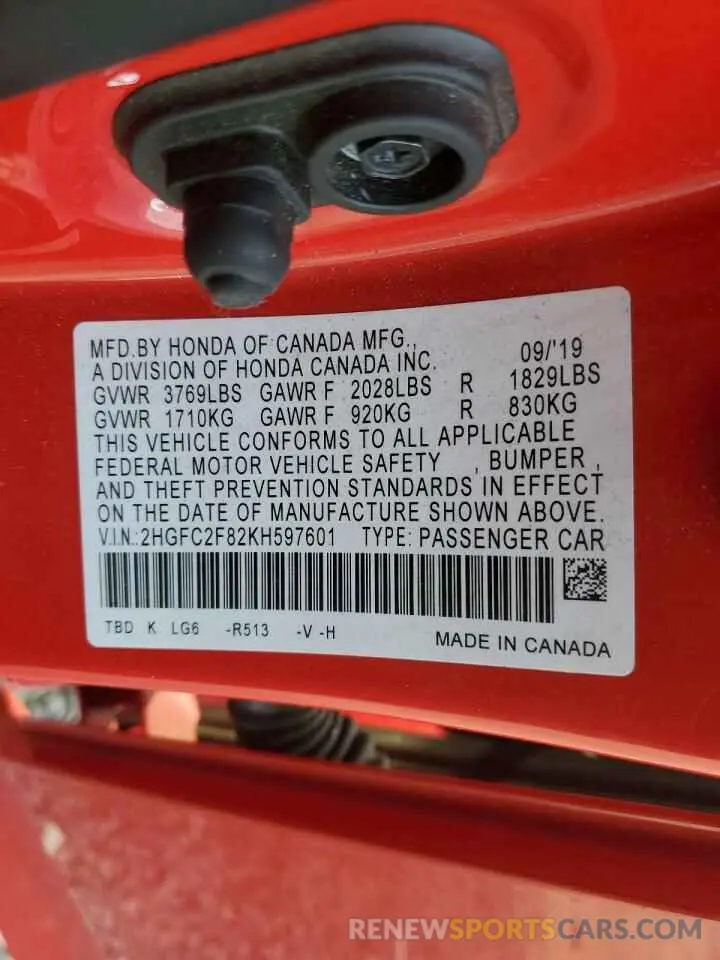 MFD.BY HONDA OF CANADA MFG.,
A DIVISION OF HONDA CANADA INC. 09/'19
GVWR 3769LBS GAWR F 2028LBS R 1829LBS
GVWR 1710KG GAWR F 920KG R 830KG
THIS VEHICLE CONFORMS TO ALL APPLICABLE
FEDERAL MOTOR VEHICLE SAFETY , BUMPER ,
AND THEFT PREVENTION STANDARDS IN EFFECT
ON THE DATE OF MANUFACTURE SHOWN ABOVE.
V.I.N.:2HGFC2F82KH597601 TYPE: PASSENGER CAR
TBD K LG6 -R513 -V -H
MADE IN CANADA
RENEWSPORTSCARS.COM